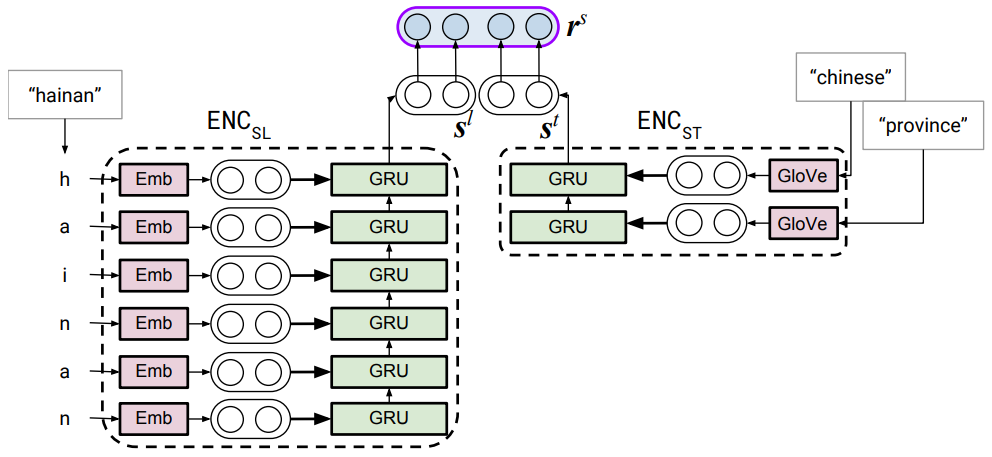 r^s
"hainan"
"chinese"
"province"
ENC_SL
s^l
s^t
ENC_ST
h Emb GRU GRU GloVe
a Emb GRU GRU GloVe
i Emb GRU
n Emb GRU
a Emb GRU
n Emb GRU